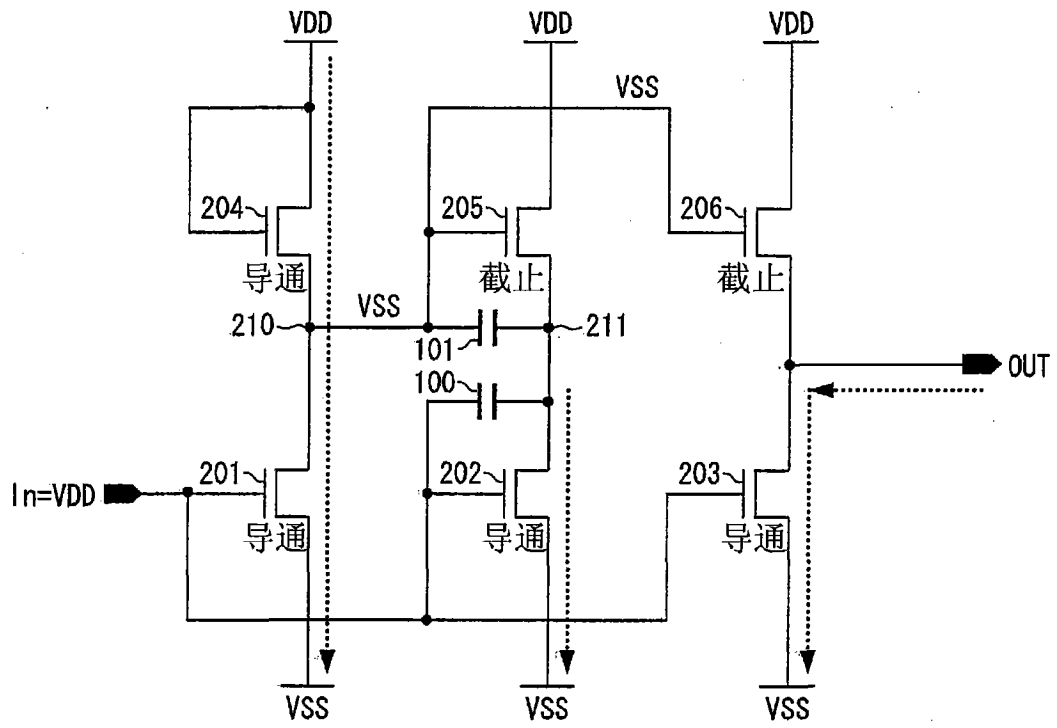 VDD VDD VDD
VSS
204 205 206
导通 截止 截止
VSS
210 211
101
100
201 202 203
In=VDD OUT
导通 导通 导通
VSS VSS VSS